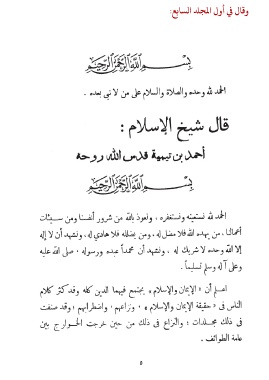 وقال في أول المجلد السابع:
بسم الله الرحمن الرحيم
الحمد لله وحده والصلاة والسلام على من لا نبي بعده .
قال شيخ الإسلام :
أحمد بن تيمية قدس الله روحه
بسم الله الرحمن الرحيم
الحمد لله نستعينه ونستغفره ، ونعوذ بالله من شرور أنفسنا ومن سيئات
أعمالنا . من يهده الله فلا مضل له ، ومن يضلله فلا هادي له ، ونشهد أن لا إله
إلا الله وحده لا شريك له ، ونشهد أن محمداً عبده ورسوله . صلى الله عليه
وعلى آله وسلم تسليماً .
اعلم أن « الإيمان والإسلام » يجتمع فيهما الدين كله وقد كثر كلام
الناس في « حقيقة الإيمان والإسلام » ، ونزاعهم ، واضطرابهم ؛ وقد صنفت
في ذلك مجلدات ؛ والنزاع في ذلك من حين خرجت الخوارج بين
عامة الطوائف .
٥